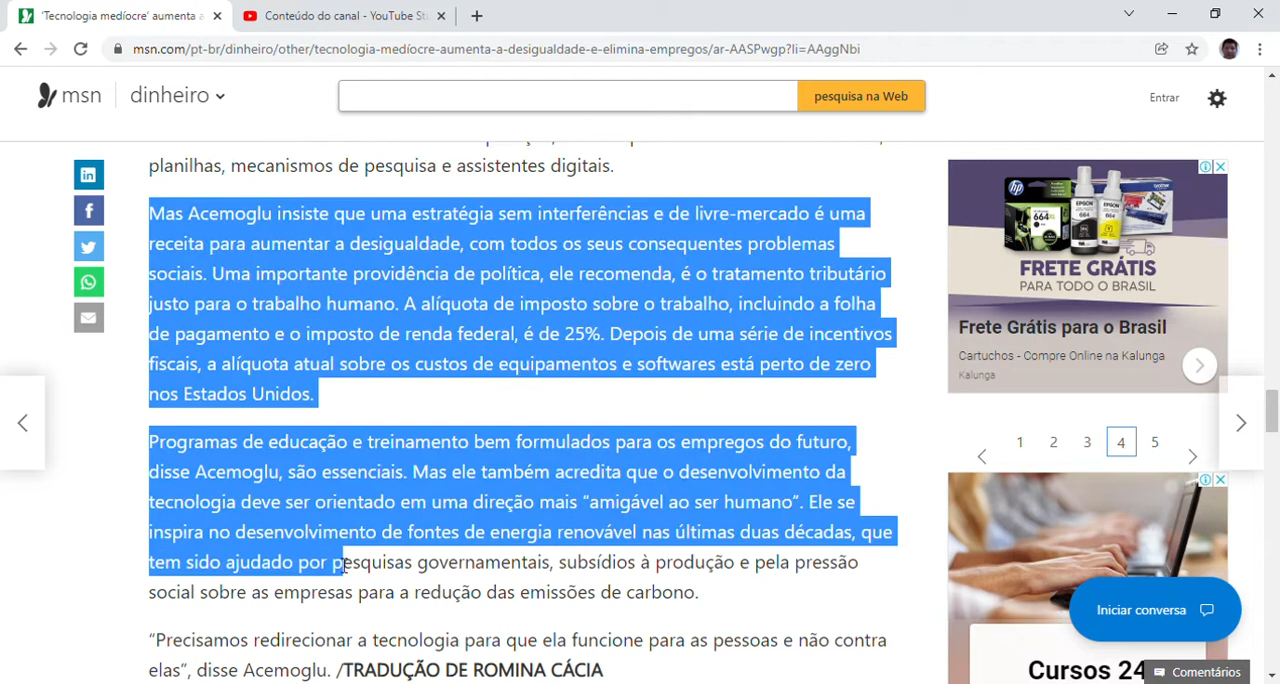 'Tecnologia medíocre' aumenta a
Conteúdo do canal - YouTube Stu
msn.com/pt-br/dinheiro/other/tecnologia-medíocre-aumenta-a-desigualdade-e-elimina-empregos/ar-AASPwgp?li=AAggNbi
msn
dinheiro
pesquisa na Web
Entrar
planilhas, mecanismos de pesquisa e assistentes digitais.
Mas Acemoglu insiste que uma estratégia sem interferências e de livre-mercado é uma
receita para aumentar a desigualdade, com todos os seus consequentes problemas
sociais. Uma importante providência de política, ele recomenda, é o tratamento tributário
justo para o trabalho humano. A alíquota de imposto sobre o trabalho, incluindo a folha
de pagamento e o imposto de renda federal, é de 25%. Depois de uma série de incentivos
fiscais, a alíquota atual sobre os custos de equipamentos e softwares está perto de zero
nos Estados Unidos.
Programas de educação e treinamento bem formulados para os empregos do futuro,
disse Acemoglu, são essenciais. Mas ele também acredita que o desenvolvimento da
tecnologia deve ser orientado em uma direção mais “amigável ao ser humano”. Ele se
inspira no desenvolvimento de fontes de energia renovável nas últimas duas décadas, que
tem sido ajudado por pesquisas governamentais, subsídios à produção e pela pressão
social sobre as empresas para a redução das emissões de carbono.
“Precisamos redirecionar a tecnologia para que ela funcione para as pessoas e não contra
elas”, disse Acemoglu. /TRADUÇÃO DE ROMINA CÁCIA
hp
664
EPSON
EPSON
brother
FRETE GRÁTIS
PARA TODO O BRASIL
Frete Grátis para o Brasil
Cartuchos - Compre Online na Kalunga
Kalunga
1 2 3 4 5
Iniciar conversa
Cursos 24
Comentários